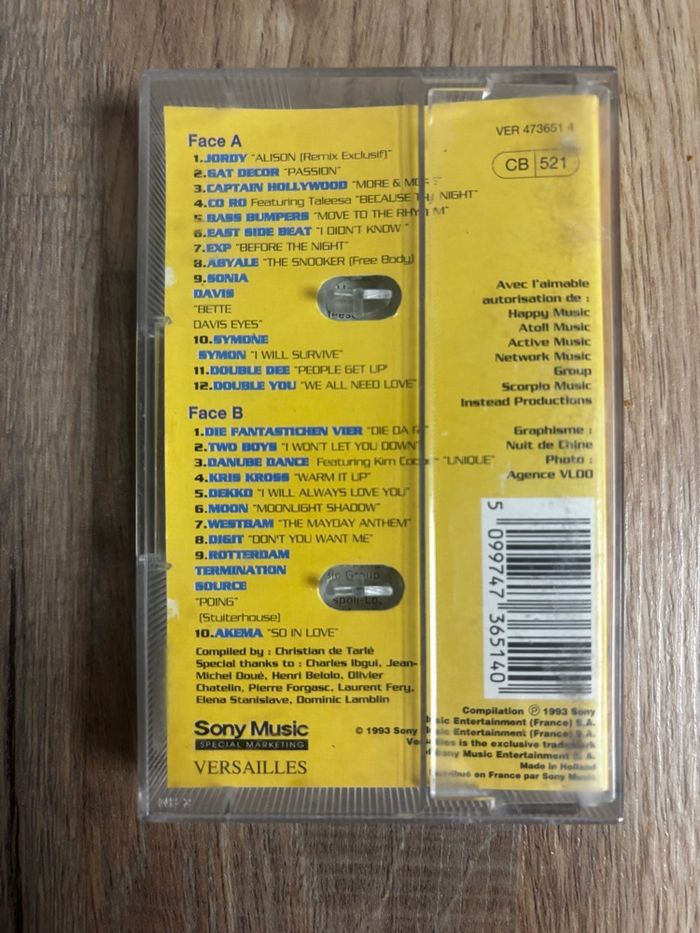 Face A
1.JORDY "ALISON (Remix Exclusif)"
2.GAT DECOR "PASSION"
3.CAPTAIN HOLLYWOOD "MORE & MORE"
4.CO RO Featuring Taleesa "BECAUSE THE NIGHT"
5.BASS BUMPERS "MOVE TO THE RHYTHM"
6.EAST SIDE BEAT "I DIDN'T KNOW"
7.EXP "BEFORE THE NIGHT"
8.ABYALE "THE SNOOKER (Free Body)
9.SONIA
DAVIS
"BETTE
DAVIS EYES"
10.SYMONE
SYMON "I WILL SURVIVE"
11.DOUBLE DEE "PEOPLE GET UP"
12.DOUBLE YOU "WE ALL NEED LOVE"
Face B
1.DIE FANTASTICHEN VIER "DIE DA
2.TWO BOYS "I WON'T LET YOU DOWN"
3.DANUBE DANCE Featuring Kim - "UNIQUE"
4.KRIS KROSS "WARM IT UP"
5.DEKKO "I WILL ALWAYS LOVE YOU"
6.MOON "MOONLIGHT SHADOW"
7.WESTBAM "THE MAYDAY ANTHEM"
8.DIGIT "DON'T YOU WANT ME"
9.ROTTERDAM
TERMINATION
SOURCE
"POING"
(Stuiterhouse)
10.AKEMA "SO IN LOVE"
Compiled by : Christian de Tarlé
Special thanks to : Charles Ibgui, Jean-
Michel Doué, Henri Belolo, Olivier
Chatelin, Pierre Forgasc, Laurent Fery,
Elena Stanislave, Dominic Lamblin
Sony Music
SPECIAL MARKETING
VERSAILLES
VER 473651 4
CB 521
Avec l'aimable
autorisation de :
Happy Music
Atoll Music
Active Music
Network Music
Group
Scorpio Music
Instead Productions
Graphisme :
Nuit de Chine
Photo :
Agence VLOO
5 099747 365140
Compilation ℗ 1993 Sony
Music Entertainment (France) S.A.
© 1993 Sony Music Entertainment (France) S.A.
Versailles is the exclusive trademark
of Sony Music Entertainment S.A.
Made in Holland
Distribué en France par Sony Music